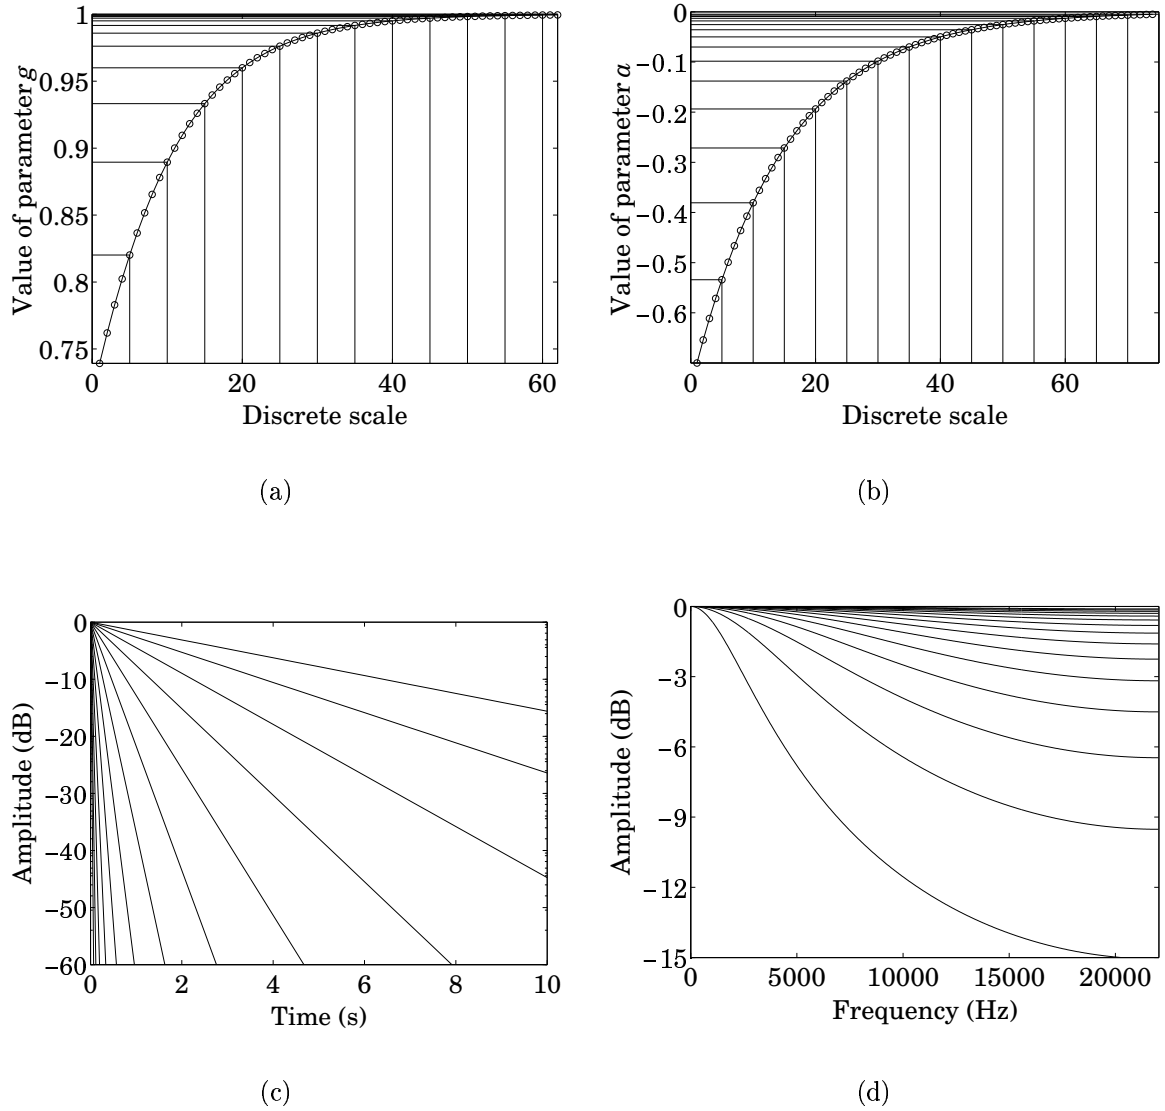 1
0.95
0.9
0.85
0.8
0.75
Value of parameter g
0 20 40 60
Discrete scale
(a)
0
−0.1
−0.2
−0.3
−0.4
−0.5
−0.6
Value of parameter a
0 20 40 60
Discrete scale
(b)
0
−10
−20
−30
−40
−50
−60
Amplitude (dB)
0 2 4 6 8 10
Time (s)
(c)
0
−3
−6
−9
−12
−15
Amplitude (dB)
0 5000 10000 15000 20000
Frequency (Hz)
(d)